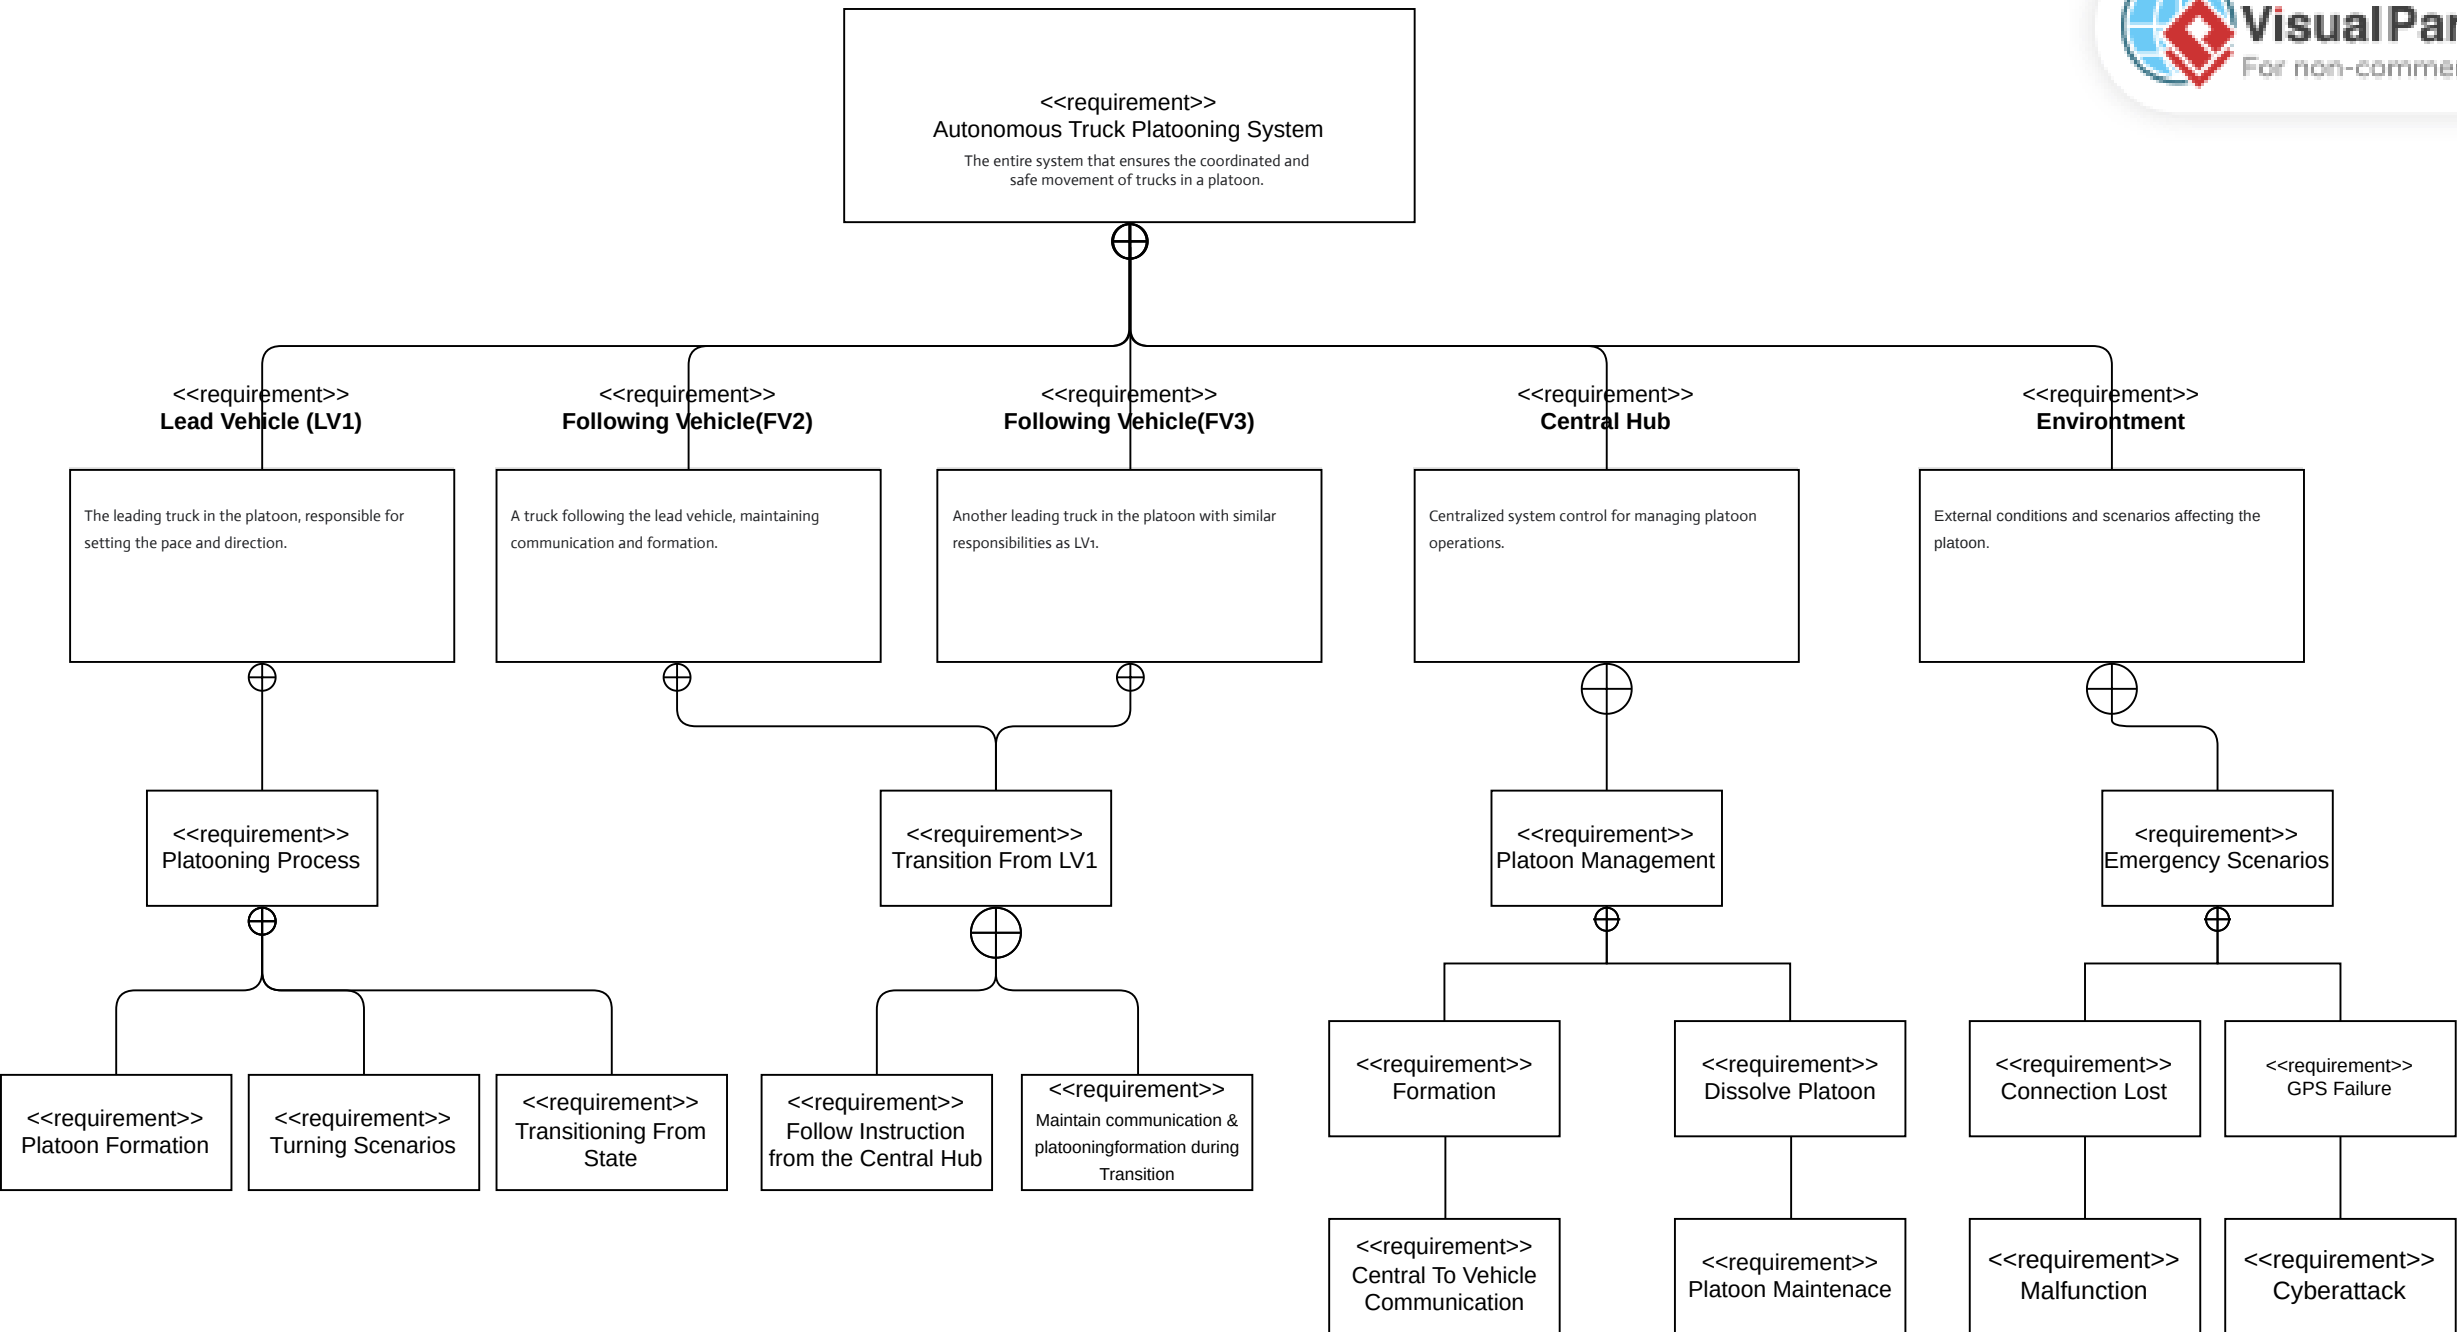 VisualPar
For non-commer
<<requirement>>
Autonomous Truck Platooning System
The entire system that ensures the coordinated and
safe movement of trucks in a platoon.
<<requirement>>
Lead Vehicle (LV1)
The leading truck in the platoon, responsible for
setting the pace and direction.
<<requirement>>
Following Vehicle(FV2)
A truck following the lead vehicle, maintaining
communication and formation.
<<requirement>>
Following Vehicle(FV3)
Another leading truck in the platoon with similar
responsibilities as LV1.
<<requirement>>
Central Hub
Centralized system control for managing platoon
operations.
<<requirement>>
Environtment
External conditions and scenarios affecting the
platoon.
<<requirement>>
Platooning Process
<<requirement>>
Transition From LV1
<<requirement>>
Platoon Management
<requirement>>
Emergency Scenarios
<<requirement>>
Platoon Formation
<<requirement>>
Turning Scenarios
<<requirement>>
Transitioning From
State
<<requirement>>
Follow Instruction
from the Central Hub
<<requirement>>
Maintain communication &
platooningformation during
Transition
<<requirement>>
Formation
<<requirement>>
Dissolve Platoon
<<requirement>>
Connection Lost
<<requirement>>
GPS Failure
<<requirement>>
Central To Vehicle
Communication
<<requirement>>
Platoon Maintenace
<<requirement>>
Malfunction
<<requirement>>
Cyberattack